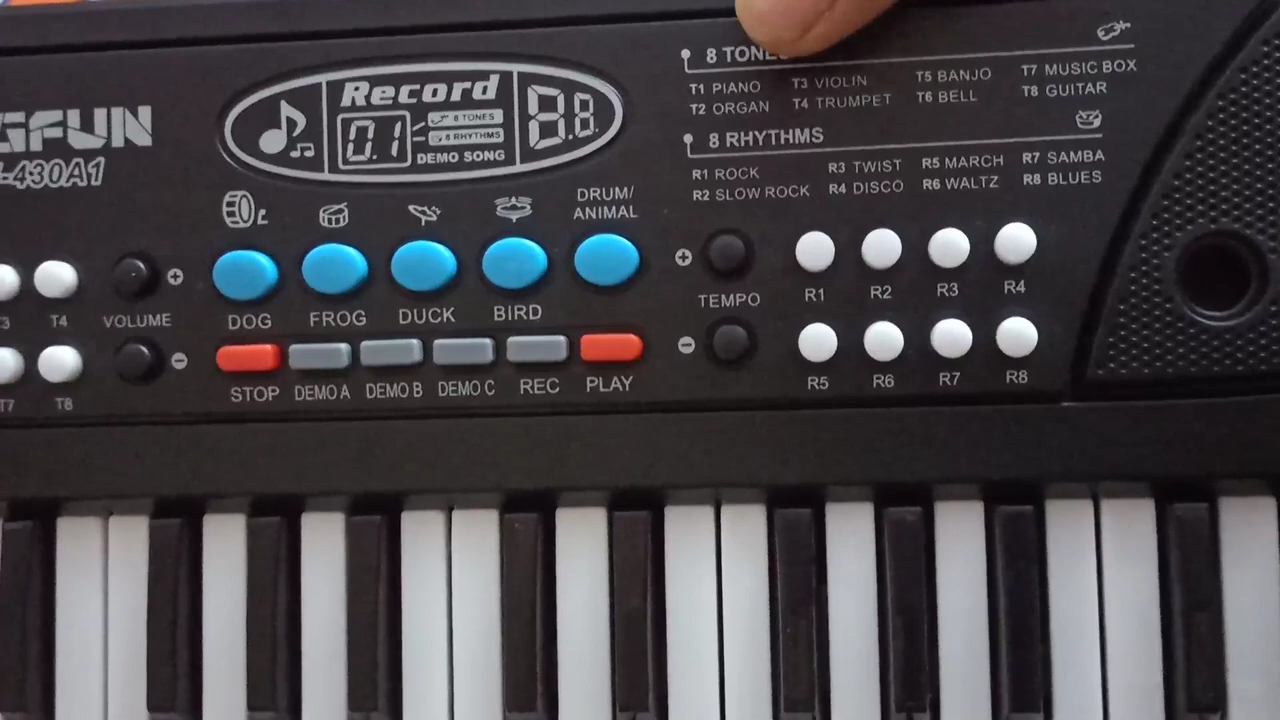 8 TONES
T1 PIANO T3 VIOLIN T5 BANJO T7 MUSIC BOX
T2 ORGAN T4 TRUMPET T6 BELL T8 GUITAR
8 RHYTHMS
R1 ROCK R3 TWIST R5 MARCH R7 SAMBA
R2 SLOW ROCK R4 DISCO R6 WALTZ R8 BLUES
GFUN
-430A1
Record
0.1 8 TONES 8.8.
8 RHYTHMS
DEMO SONG
DRUM/
ANIMAL
T3 T4 VOLUME + -
DOG FROG DUCK BIRD
+ TEMPO -
R1 R2 R3 R4
T7 T8
STOP DEMO A DEMO B DEMO C REC PLAY
R5 R6 R7 R8